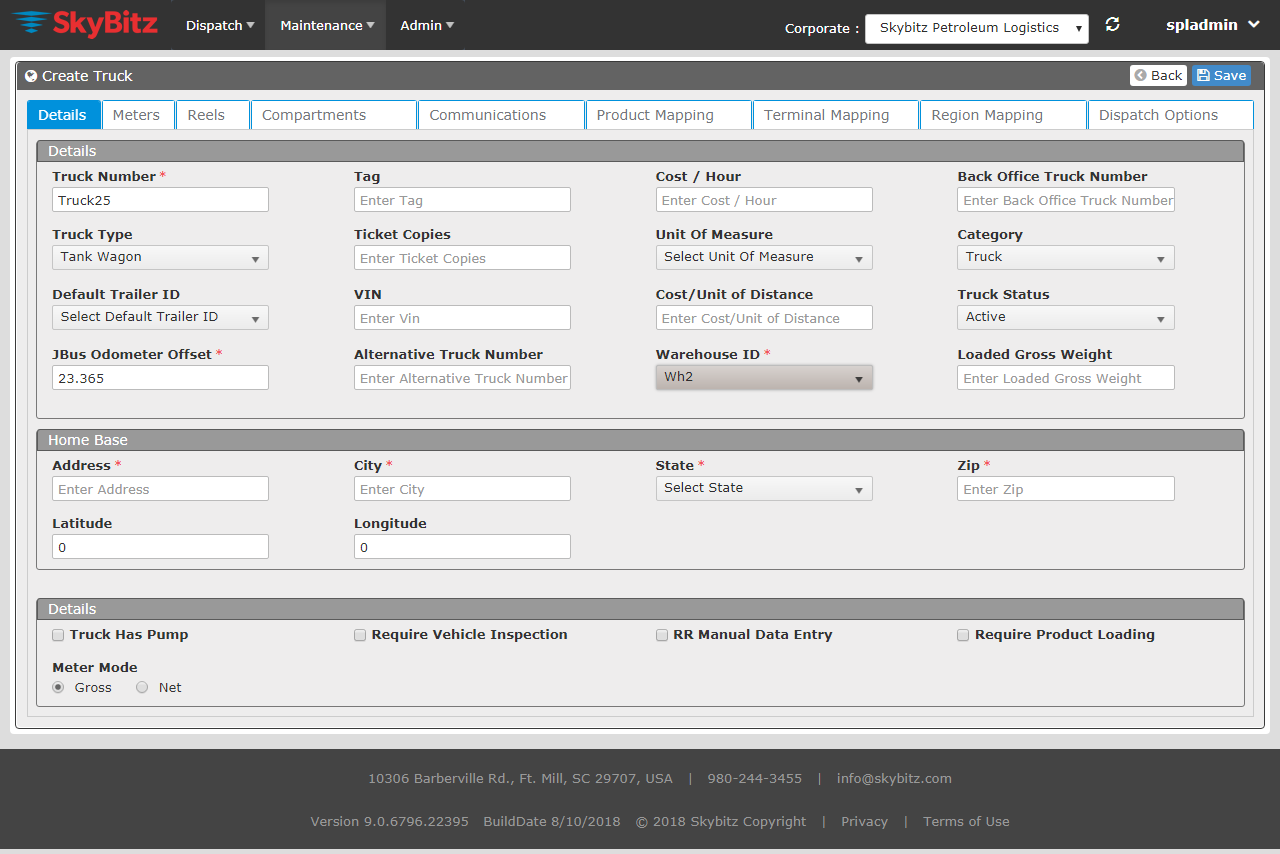 SkyBitz Dispatch Maintenance Admin Corporate : Skybitz Petroleum Logistics spladmin
Create Truck Back Save
Details Meters Reels Compartments Communications Product Mapping Terminal Mapping Region Mapping Dispatch Options
Details
Truck Number * Tag Cost / Hour Back Office Truck Number
Truck25 Enter Tag Enter Cost / Hour Enter Back Office Truck Number
Truck Type Ticket Copies Unit Of Measure Category
Tank Wagon Enter Ticket Copies Select Unit Of Measure Truck
Default Trailer ID VIN Cost/Unit of Distance Truck Status
Select Default Trailer ID Enter Vin Enter Cost/Unit of Distance Active
JBus Odometer Offset * Alternative Truck Number Warehouse ID * Loaded Gross Weight
23.365 Enter Alternative Truck Number Wh2 Enter Loaded Gross Weight
Home Base
Address * City * State * Zip *
Enter Address Enter City Select State Enter Zip
Latitude Longitude
0 0
Details
Truck Has Pump Require Vehicle Inspection RR Manual Data Entry Require Product Loading
Meter Mode
Gross Net
10306 Barberville Rd., Ft. Mill, SC 29707, USA | 980-244-3455 | info@skybitz.com
Version 9.0.6796.22395 BuildDate 8/10/2018 © 2018 Skybitz Copyright | Privacy | Terms of Use